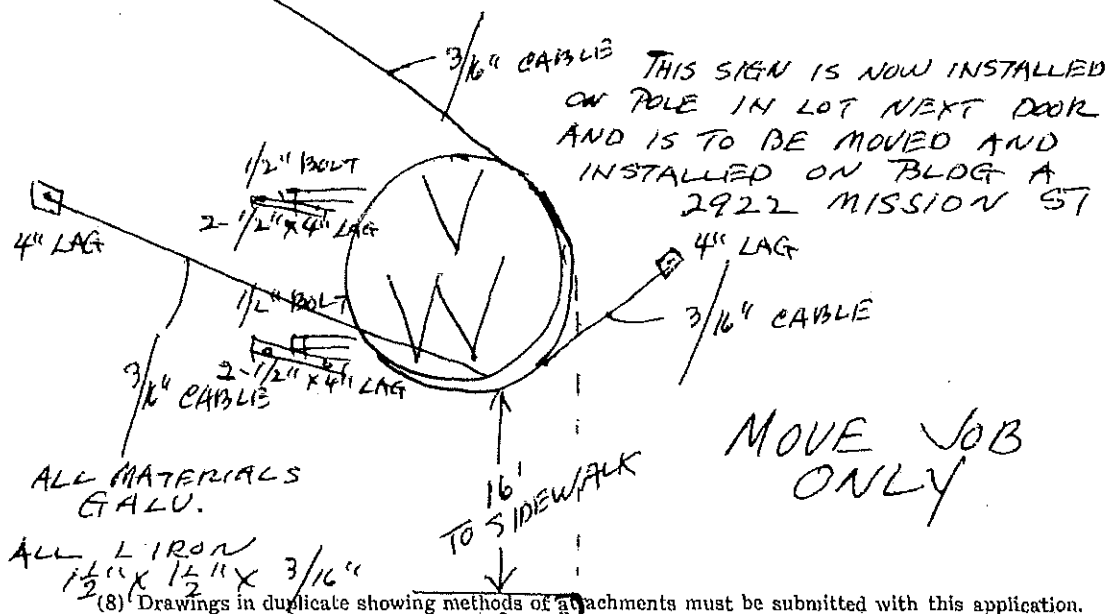 3/16" CABLE
THIS SIGN IS NOW INSTALLED
ON POLE IN LOT NEXT DOOR
AND IS TO BE MOVED AND
INSTALLED ON BLDG A
2922 MISSION ST
1/2" BOLT
2-1/2" x 4" LAG
4" LAG
V
W
4" LAG
1/2" BOLT
3/16" CABLE
2-1/2" x 4" LAG
3/16" CABLE
MOVE JOB
ONLY
ALL MATERIALS
GALV.
16'
TO SIDEWALK
ALL L IRON
1 1/2" x 1 1/2" x 3/16"
(8) Drawings in duplicate showing methods of attachments must be submitted with this application.